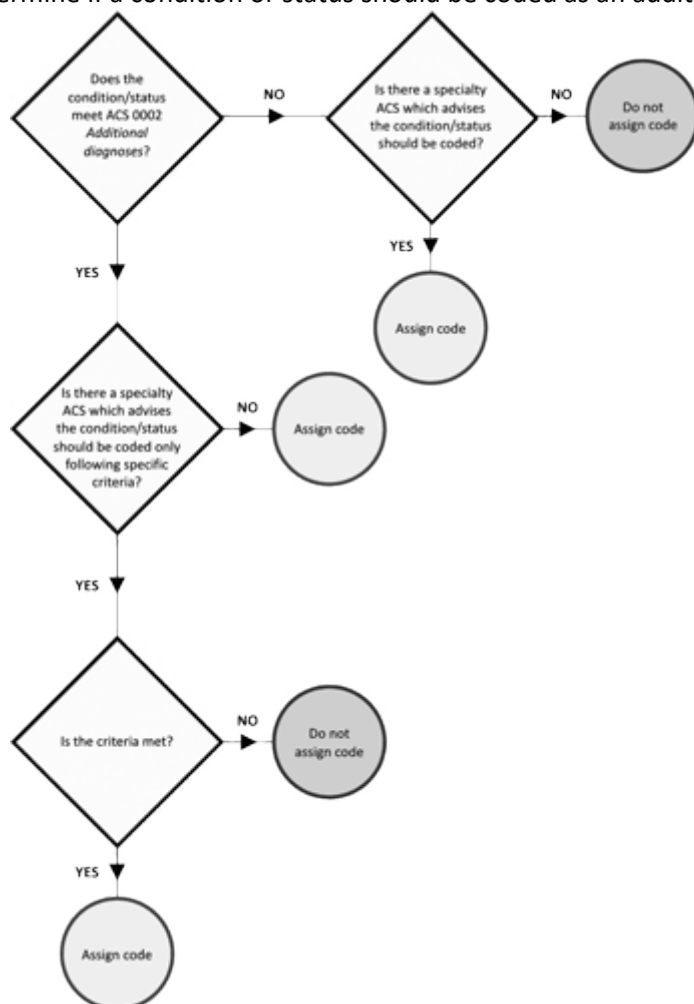 Does the
condition/status
meet ACS 0002
Additional
diagnoses?
NO
Is there a specialty
ACS which advises
the condition/status
should be coded?
NO
Do not
assign code
YES
Assign code
YES
Is there a specialty
ACS which advises
the condition/status
should be coded only
following specific
criteria?
NO
Assign code
YES
Is the criteria met?
NO
Do not
assign code
YES
Assign code